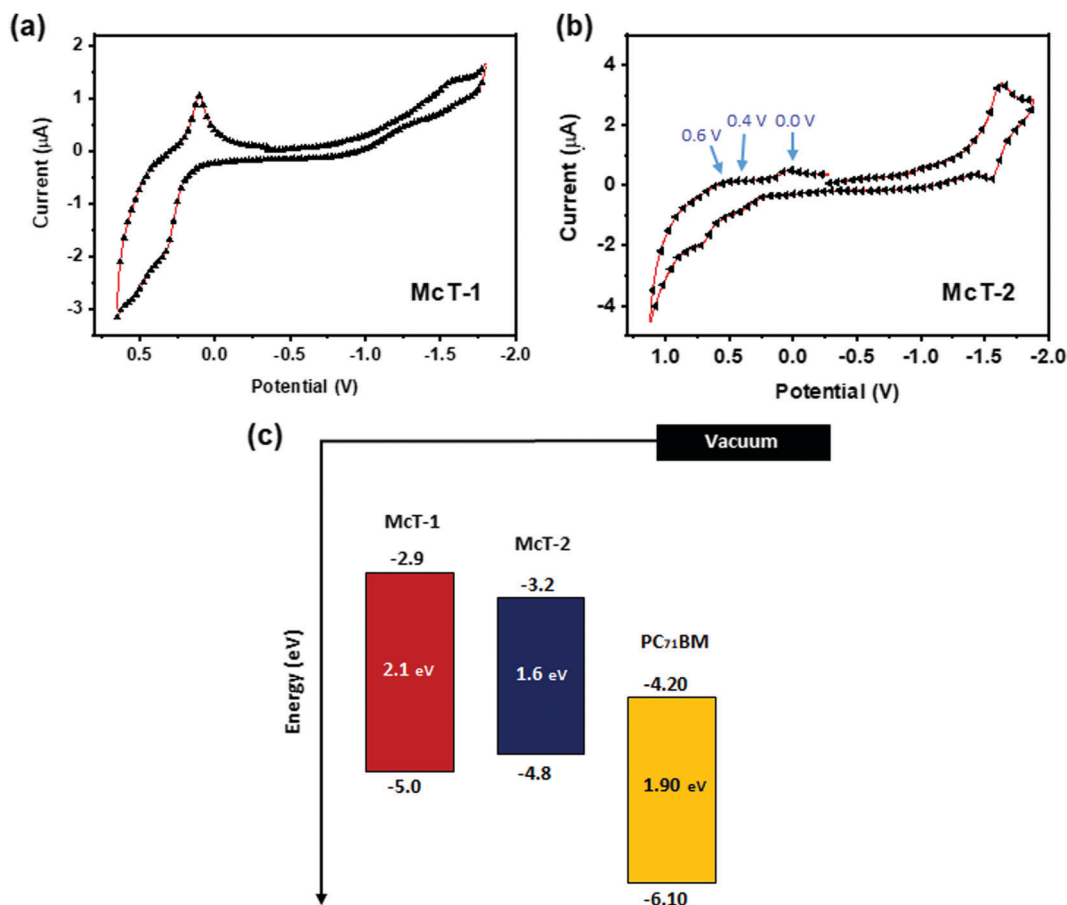 (a)
2
1
0
-1
-2
-3
Current (µA)
0.5 0.0 -0.5 -1.0 -1.5 -2.0
Potential (V)
McT-1
(b)
4
2
0
-2
-4
Current (µA)
0.6 V
0.4 V
0.0 V
1.0 0.5 0.0 -0.5 -1.0 -1.5 -2.0
Potential (V)
McT-2
(c)
Vacuum
Energy (eV)
McT-1
-2.9
2.1 eV
-5.0
McT-2
-3.2
1.6 eV
-4.8
PC₇₁BM
-4.20
1.90 eV
-6.10